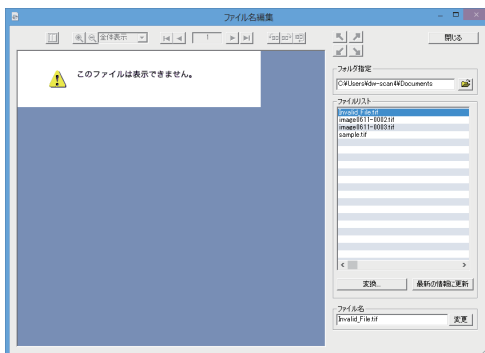 ファイル名編集
全体表示
1
閉じる
このファイルは表示できません。
フォルダ指定
C:¥Users¥dw-scan4¥Documents
ファイルリスト
Invalid_File.tif
image0611-0002.tif
image0611-0003.tif
sample.tif
変換...
最新の情報に更新
ファイル名
Invalid_File.tif
変更